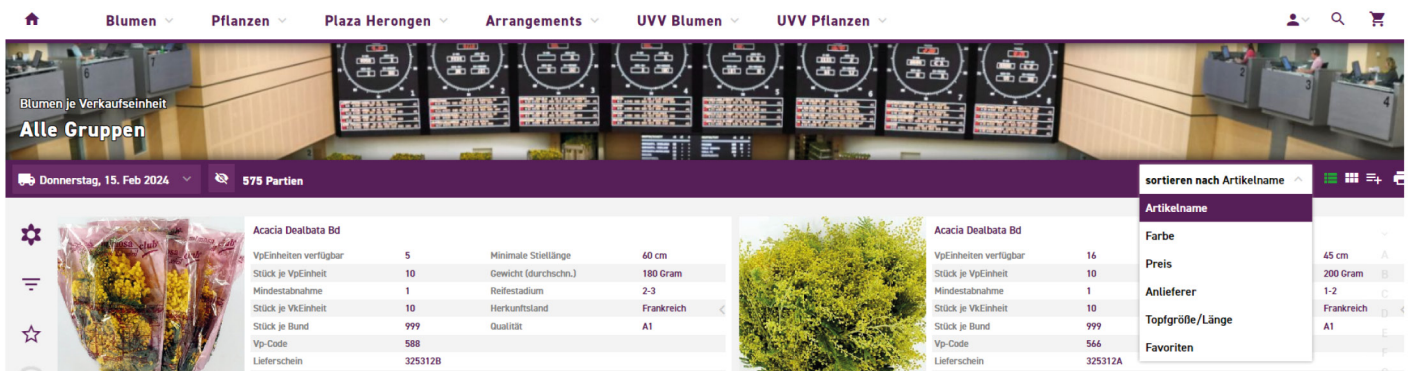 Blumen Pflanzen Plaza Herongen Arrangements UVV Blumen UVV Pflanzen
Blumen je Verkaufseinheit
Alle Gruppen
Donnerstag, 15. Feb 2024 575 Partien sortieren nach Artikelname
Artikelname
Farbe
Preis
Anlieferer
Topfgröße/Länge
Favoriten
Acacia Dealbata Bd
VpEinheiten verfügbar 5 Minimale Stiellänge 60 cm
Stück je VpEinheit 10 Gewicht (durchschn.) 180 Gram
Mindestabnahme 1 Reifestadium 2-3
Stück je VkEinheit 10 Herkunftsland Frankreich
Stück je Bund 999 Qualität A1
Vp-Code 588
Lieferschein 325312B
Acacia Dealbata Bd
VpEinheiten verfügbar 16 45 cm
Stück je VpEinheit 10 200 Gram
Mindestabnahme 1 1-2
Stück je VkEinheit 10 Frankreich
Stück je Bund 999 A1
Vp-Code 566
Lieferschein 325312A
A
B
C
D
E
F